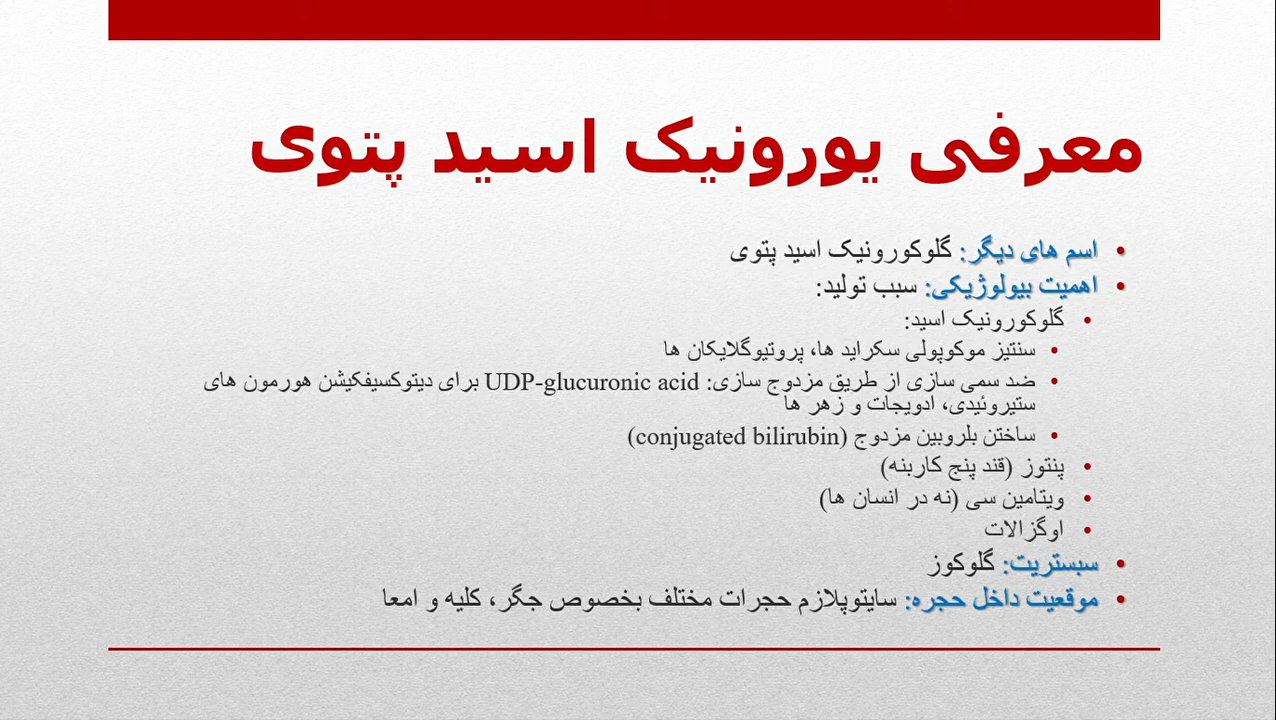 معرفی یورونیک اسید پتوی
• اسم های دیگر: گلوکورونیک اسید پتوی
• اهمیت بیولوژیکی: سبب تولید:
• گلوکورونیک اسید:
• سنتیز موکوپولی سکراید ها، پروتیوگلایکان ها
• ضد سمی سازی از طریق مزدوج سازی: UDP-glucuronic acid برای دیتوکسیفکیشن هورمون های
ستیروئیدی، ادویجات و زهر ها
• ساختن بلروبین مزدوج (conjugated bilirubin)
• پنتوز (قند پنج کاربنه)
• ویتامین سی (نه در انسان ها)
• اوگزالات
• سبستریت: گلوکوز
• موقعیت داخل حجره: سایتوپلازم حجرات مختلف بخصوص جگر، کلیه و امعا